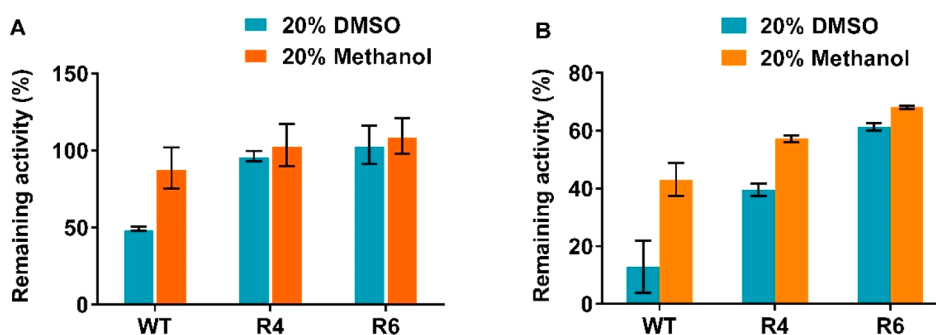 A
20% DMSO
20% Methanol
Remaining activity (%)
150
100
50
0
WT R4 R6
B
20% DMSO
20% Methanol
Remaining activity (%)
80
60
40
20
0
WT R4 R6